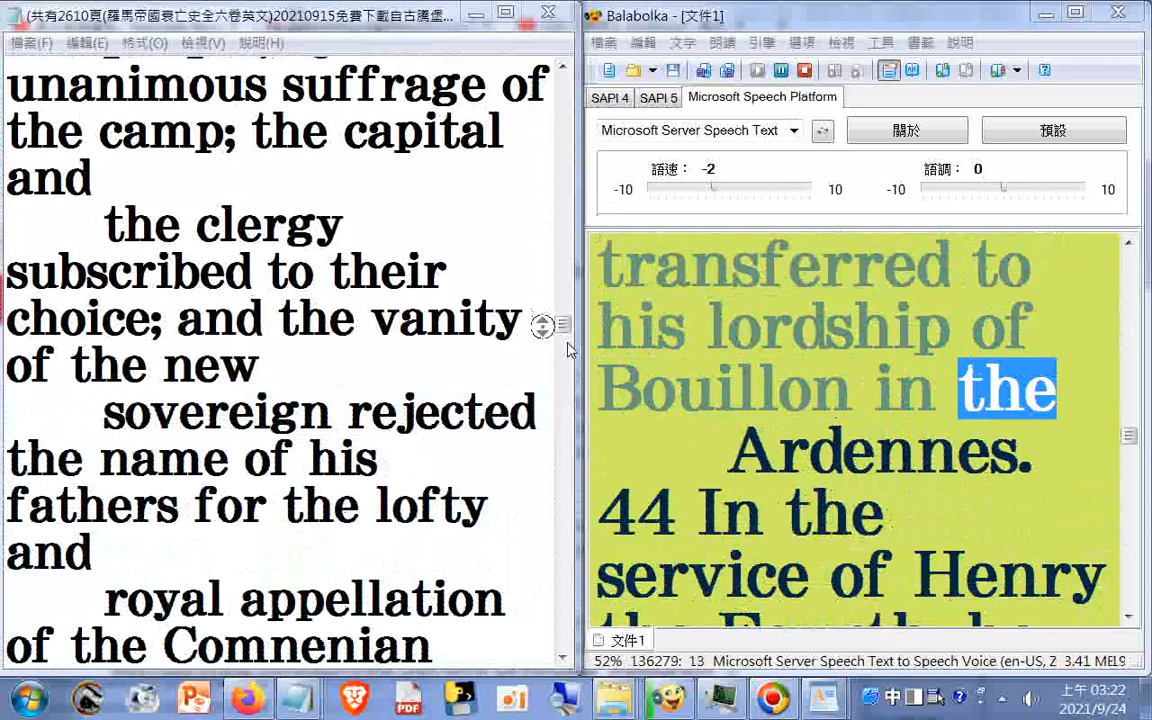 (共有2610頁(羅馬帝國衰亡史全六卷英文)20210915免費下載自古騰堡...
檔案(F) 編輯(E) 格式(O) 檢視(V) 說明(H)
unanimous suffrage of
the camp; the capital
and
the clergy
subscribed to their
choice; and the vanity
of the new
sovereign rejected
the name of his
fathers for the lofty
and
royal appellation
of the Comnenian
Balabolka - [文件1]
檔案 編輯 文字 朗讀 引擎 選項 檢視 工具 書籤 說明
SAPI 4 SAPI 5 Microsoft Speech Platform
Microsoft Server Speech Text 關於 預設
語速： -2 語調： 0
-10 10 -10 10
transferred to
his lordship of
Bouillon in the
Ardennes.
44 In the
service of Henry
the Fourth, he
文件1
52% 136279: 13 Microsoft Server Speech Text to Speech Voice (en-US, Z 3.41 ME
PDF
中
上午 03:22
2021/9/24